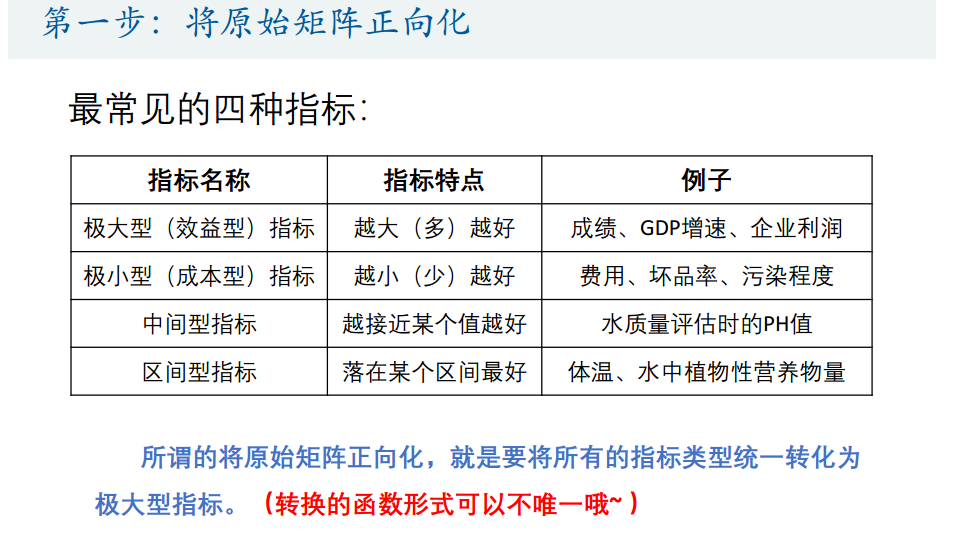 第一步：将原始矩阵正向化
最常见的四种指标：
指标名称 指标特点 例子
极大型（效益型）指标 越大（多）越好 成绩、GDP增速、企业利润
极小型（成本型）指标 越小（少）越好 费用、坏品率、污染程度
中间型指标 越接近某个值越好 水质量评估时的PH值
区间型指标 落在某个区间最好 体温、水中植物性营养物量
所谓的将原始矩阵正向化，就是要将所有的指标类型统一转化为
极大型指标。（转换的函数形式可以不唯一哦~ ）